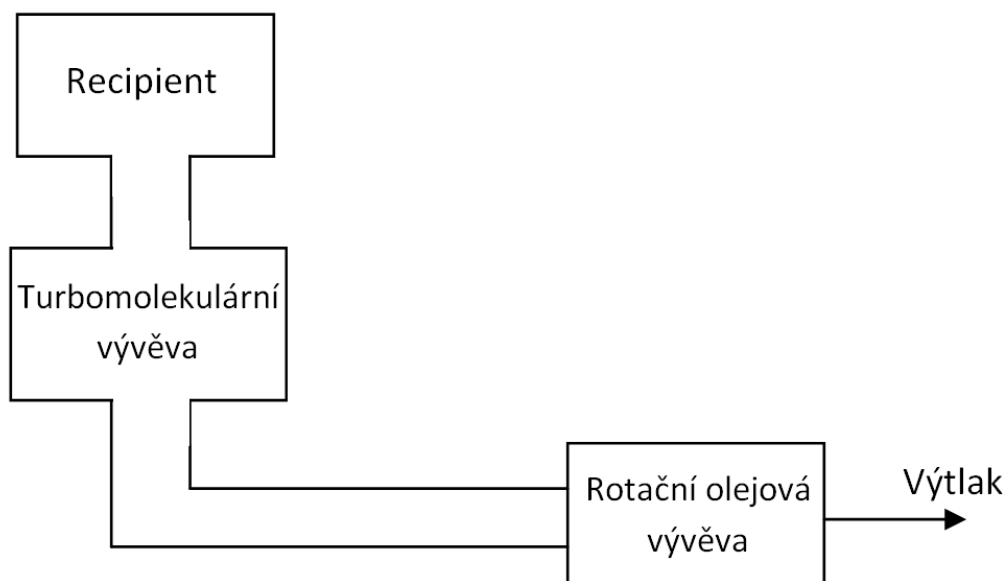 Recipient
Turbomolekulární
vývěva
Rotační olejová
vývěva
Výtlak